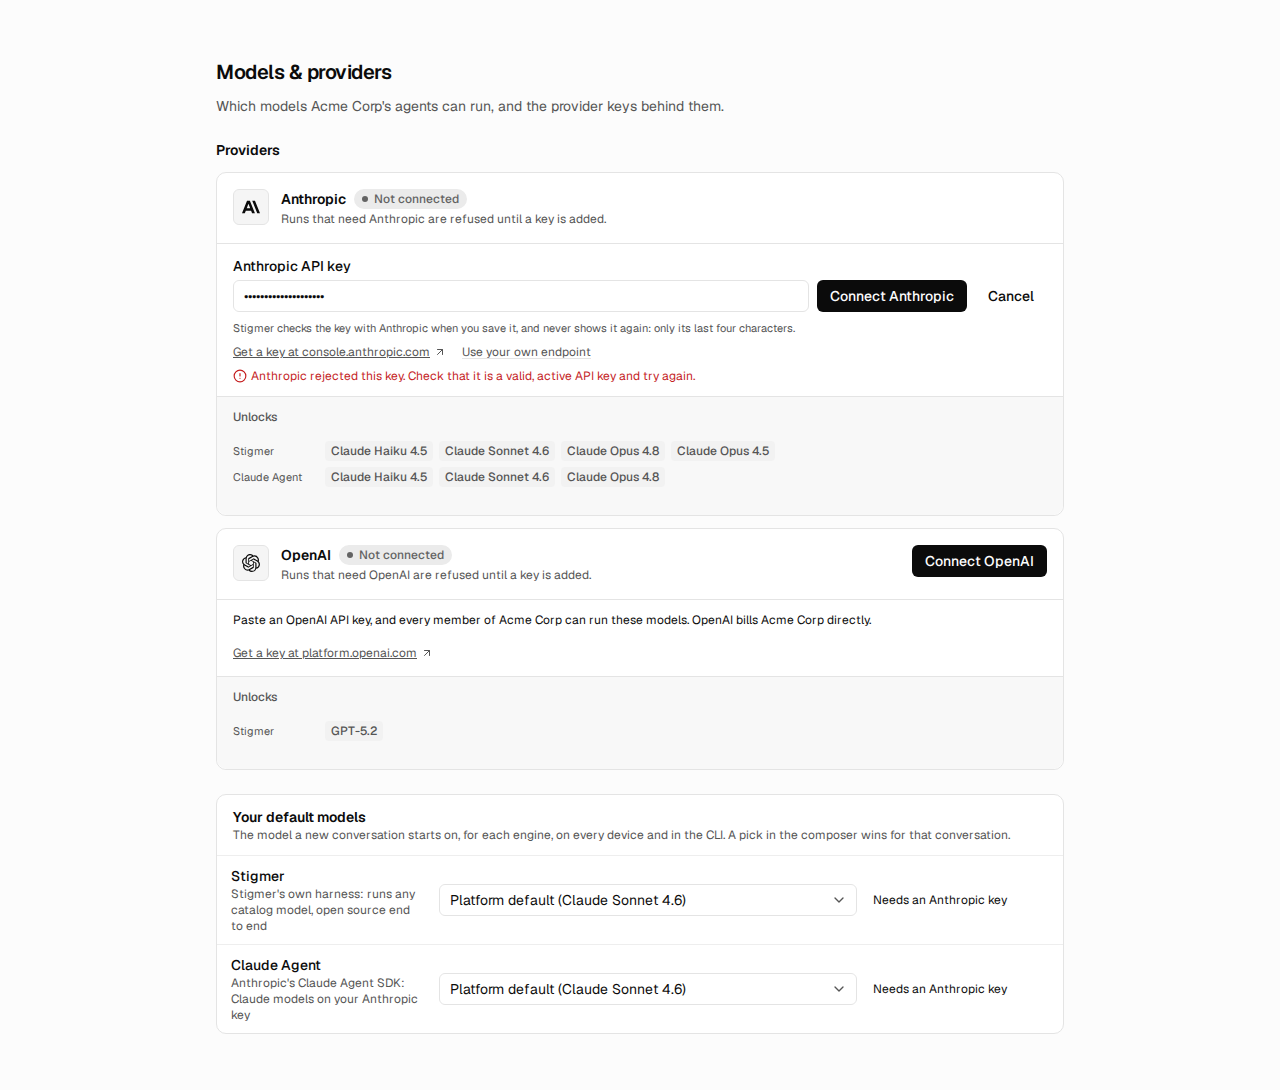 Models & providers
Which models Acme Corp's agents can run, and the provider keys behind them.
Providers
Anthropic
Not connected
Runs that need Anthropic are refused until a key is added.
Anthropic API key
••••••••••••••••••••
Connect Anthropic
Cancel
Stigmer checks the key with Anthropic when you save it, and never shows it again: only its last four characters.
Get a key at console.anthropic.com
Use your own endpoint
Anthropic rejected this key. Check that it is a valid, active API key and try again.
Unlocks
Stigmer
Claude Haiku 4.5
Claude Sonnet 4.6
Claude Opus 4.8
Claude Opus 4.5
Claude Agent
Claude Haiku 4.5
Claude Sonnet 4.6
Claude Opus 4.8
OpenAI
Not connected
Runs that need OpenAI are refused until a key is added.
Connect OpenAI
Paste an OpenAI API key, and every member of Acme Corp can run these models. OpenAI bills Acme Corp directly.
Get a key at platform.openai.com
Unlocks
Stigmer
GPT-5.2
Your default models
The model a new conversation starts on, for each engine, on every device and in the CLI. A pick in the composer wins for that conversation.
Stigmer
Stigmer's own harness: runs any
catalog model, open source end
to end
Platform default (Claude Sonnet 4.6)
Needs an Anthropic key
Claude Agent
Anthropic's Claude Agent SDK:
Claude models on your Anthropic
key
Platform default (Claude Sonnet 4.6)
Needs an Anthropic key